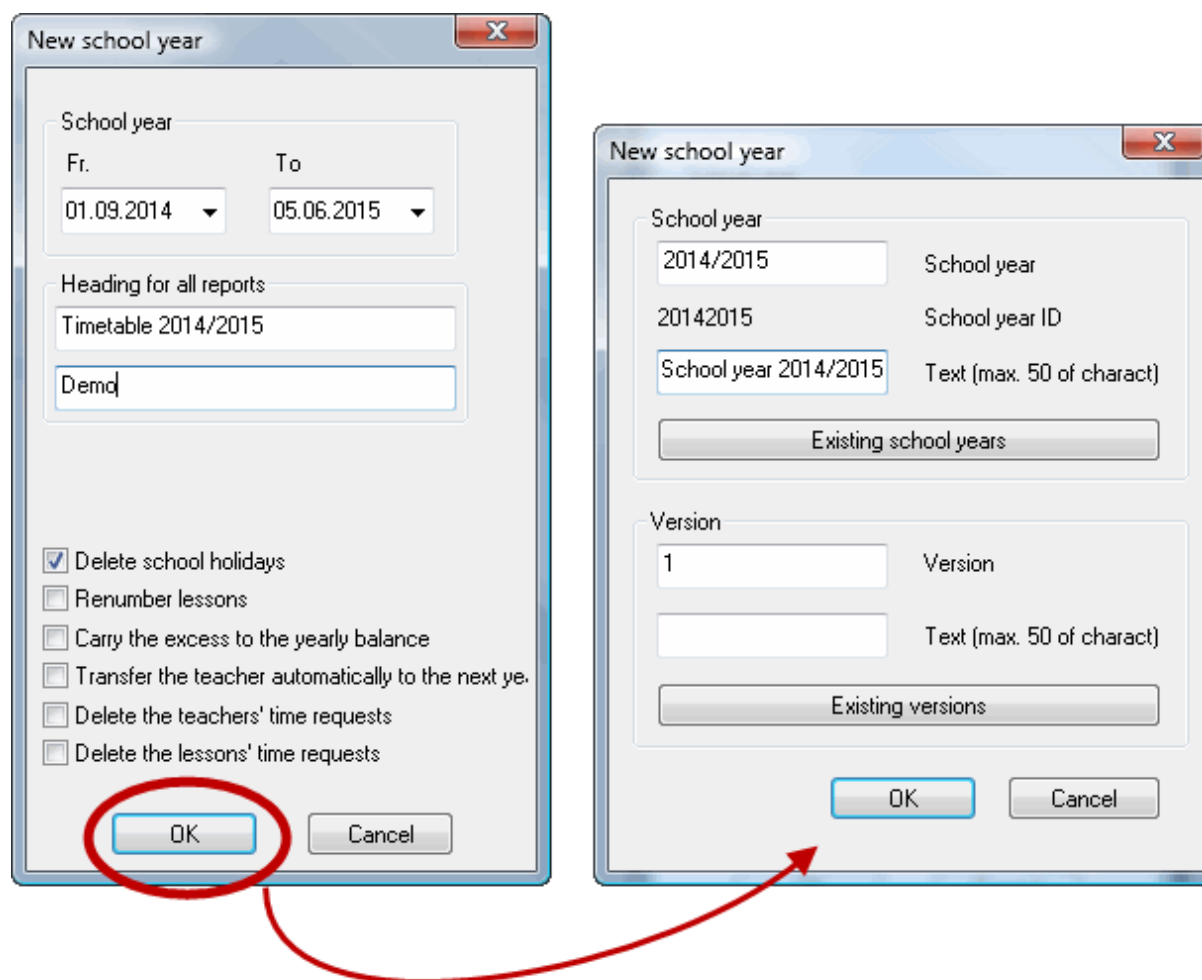 New school year
School year
Fr. To
01.09.2014 05.06.2015
Heading for all reports
Timetable 2014/2015
Demo
Delete school holidays
Renumber lessons
Carry the excess to the yearly balance
Transfer the teacher automatically to the next ye
Delete the teachers' time requests
Delete the lessons' time requests
OK Cancel
New school year
School year
2014/2015 School year
20142015 School year ID
School year 2014/2015 Text (max. 50 of charact)
Existing school years
Version
1 Version
Text (max. 50 of charact)
Existing versions
OK Cancel